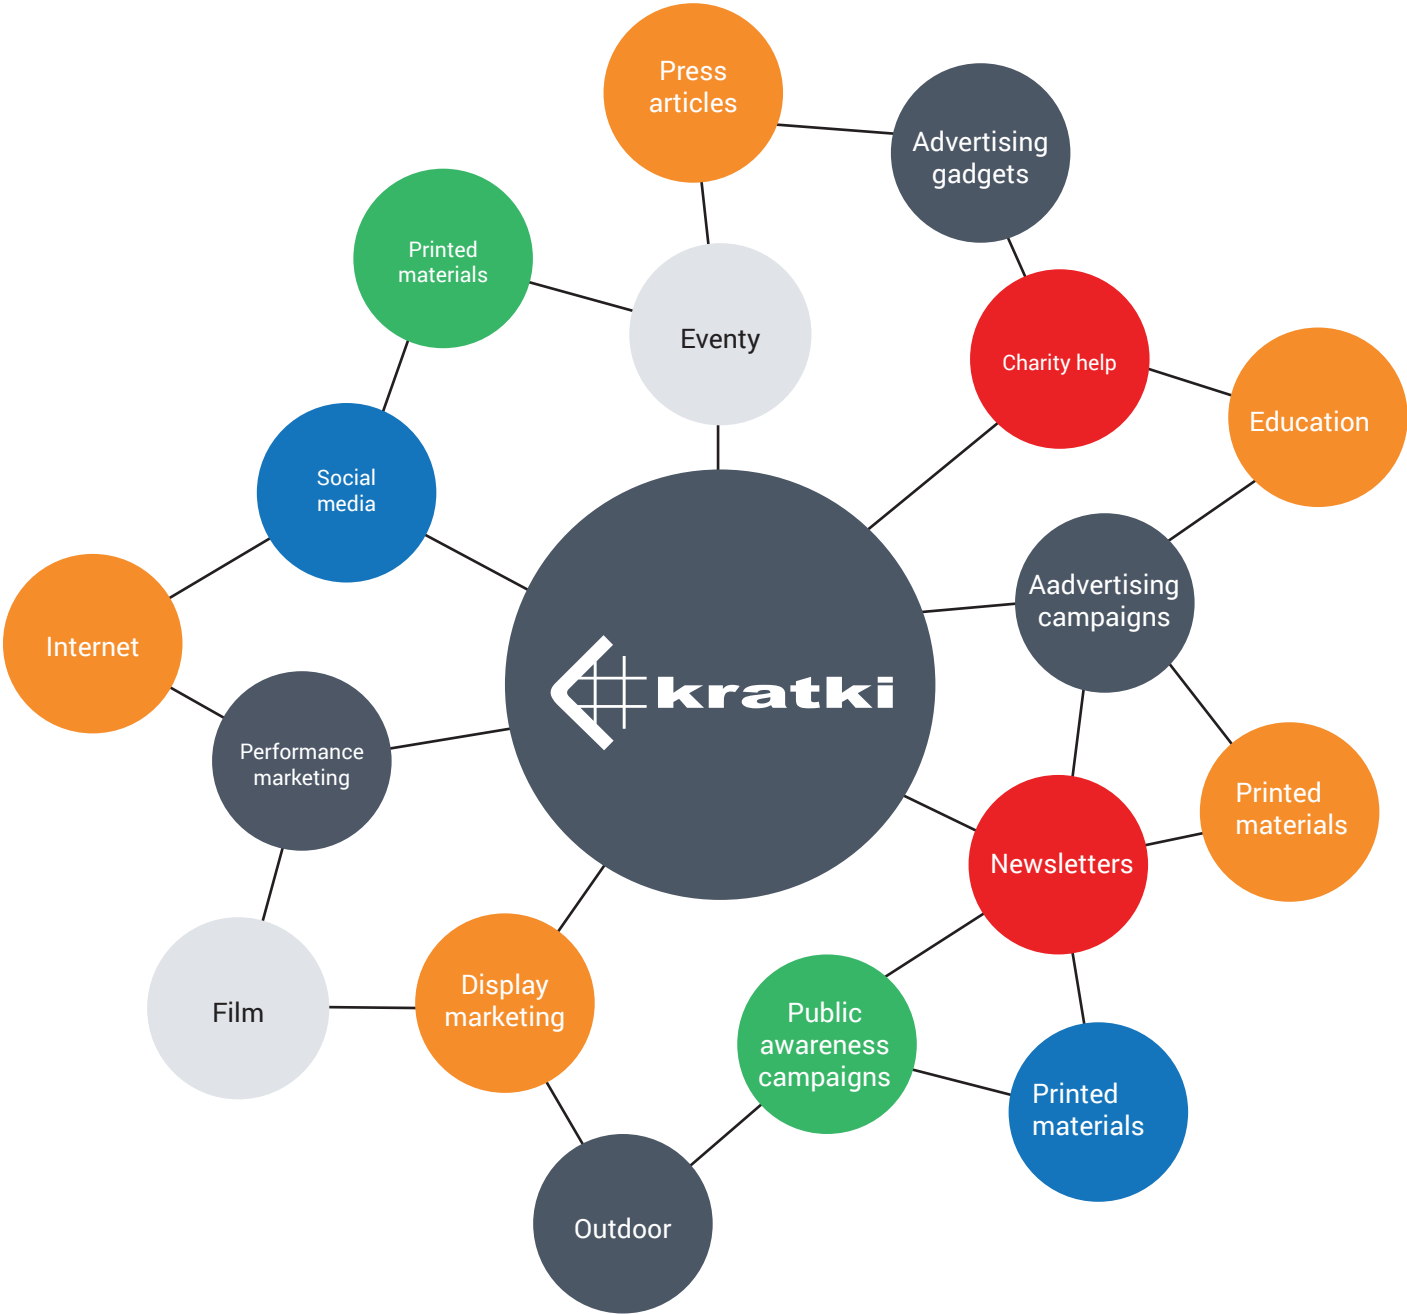 Press
articles
Advertising
gadgets
Printed
materials
Eventy
Charity help
Education
Social
media
Aadvertising
campaigns
Internet
kratki
Performance
marketing
Printed
materials
Newsletters
Display
marketing
Film
Public
awareness
campaigns
Printed
materials
Outdoor